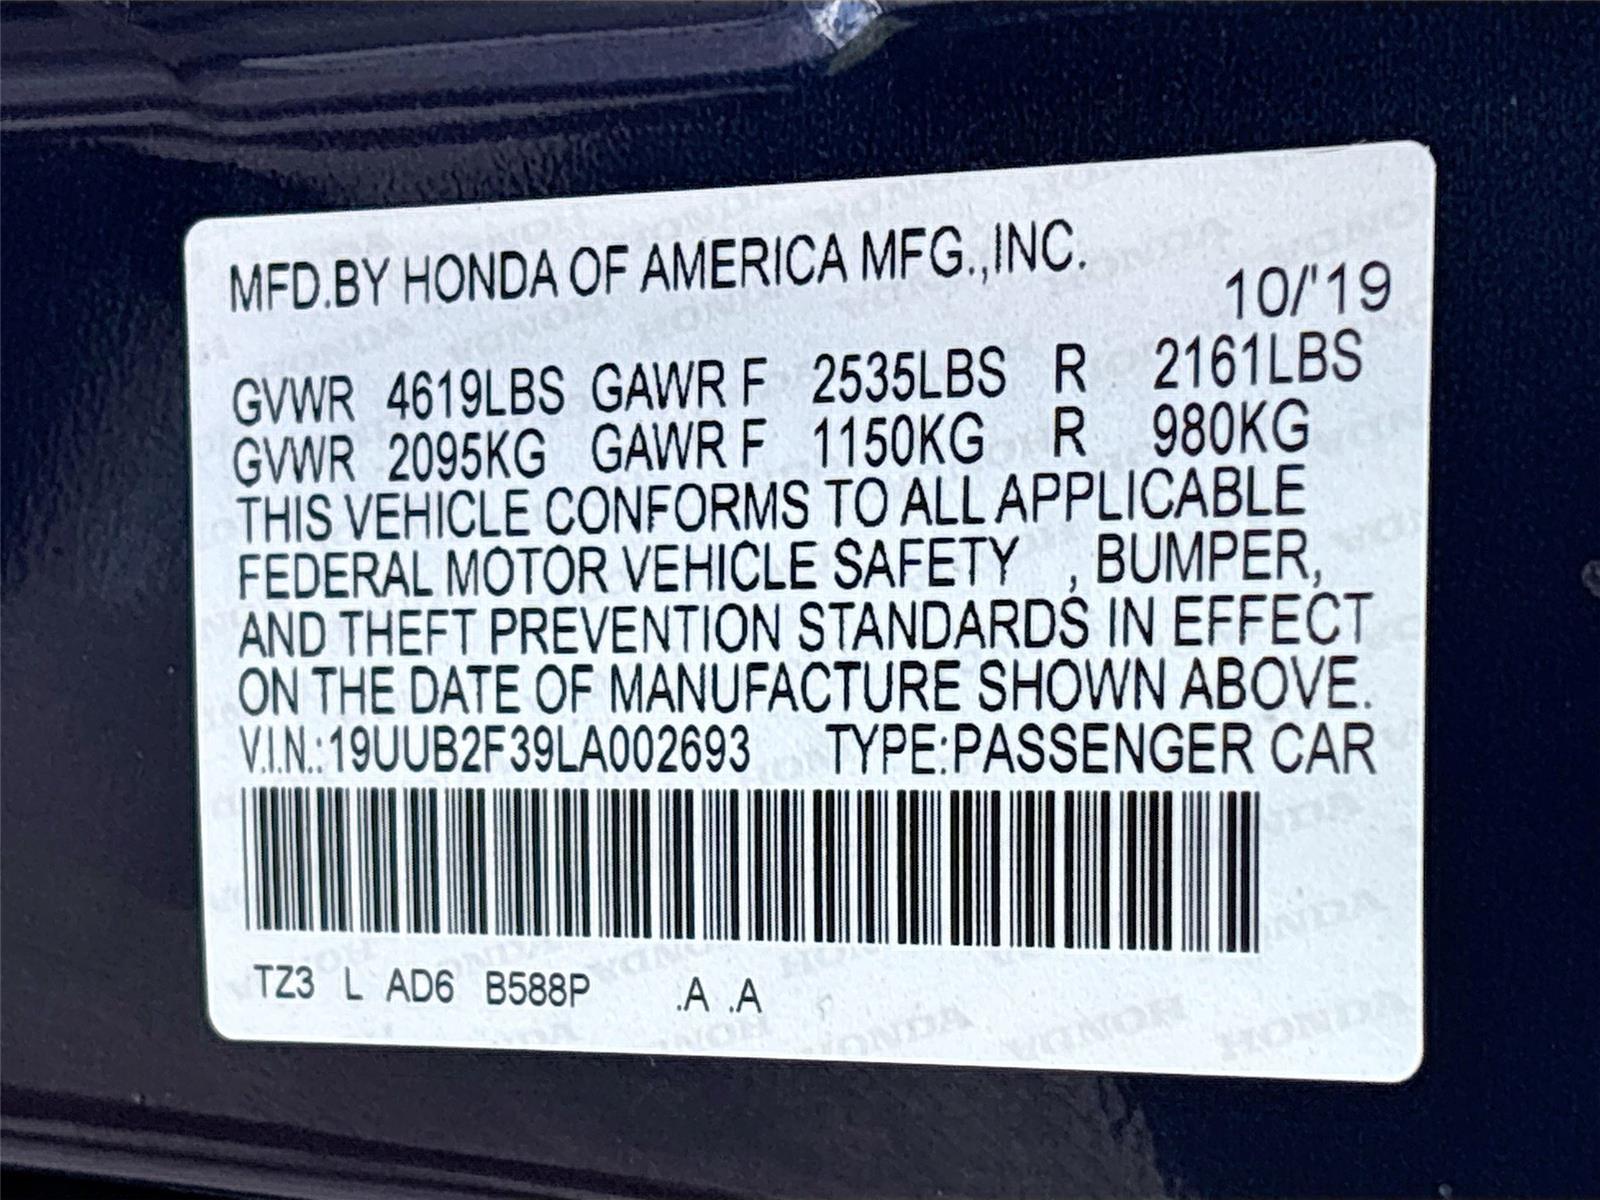 MFD.BY HONDA OF AMERICA MFG.,INC.
10/'19
GVWR 4619LBS GAWR F 2535LBS R 2161LBS
GVWR 2095KG GAWR F 1150KG R 980KG
THIS VEHICLE CONFORMS TO ALL APPLICABLE
FEDERAL MOTOR VEHICLE SAFETY , BUMPER,
AND THEFT PREVENTION STANDARDS IN EFFECT
ON THE DATE OF MANUFACTURE SHOWN ABOVE.
V.I.N.:19UUB2F39LA002693 TYPE:PASSENGER CAR
TZ3 L AD6 B588P .A .A